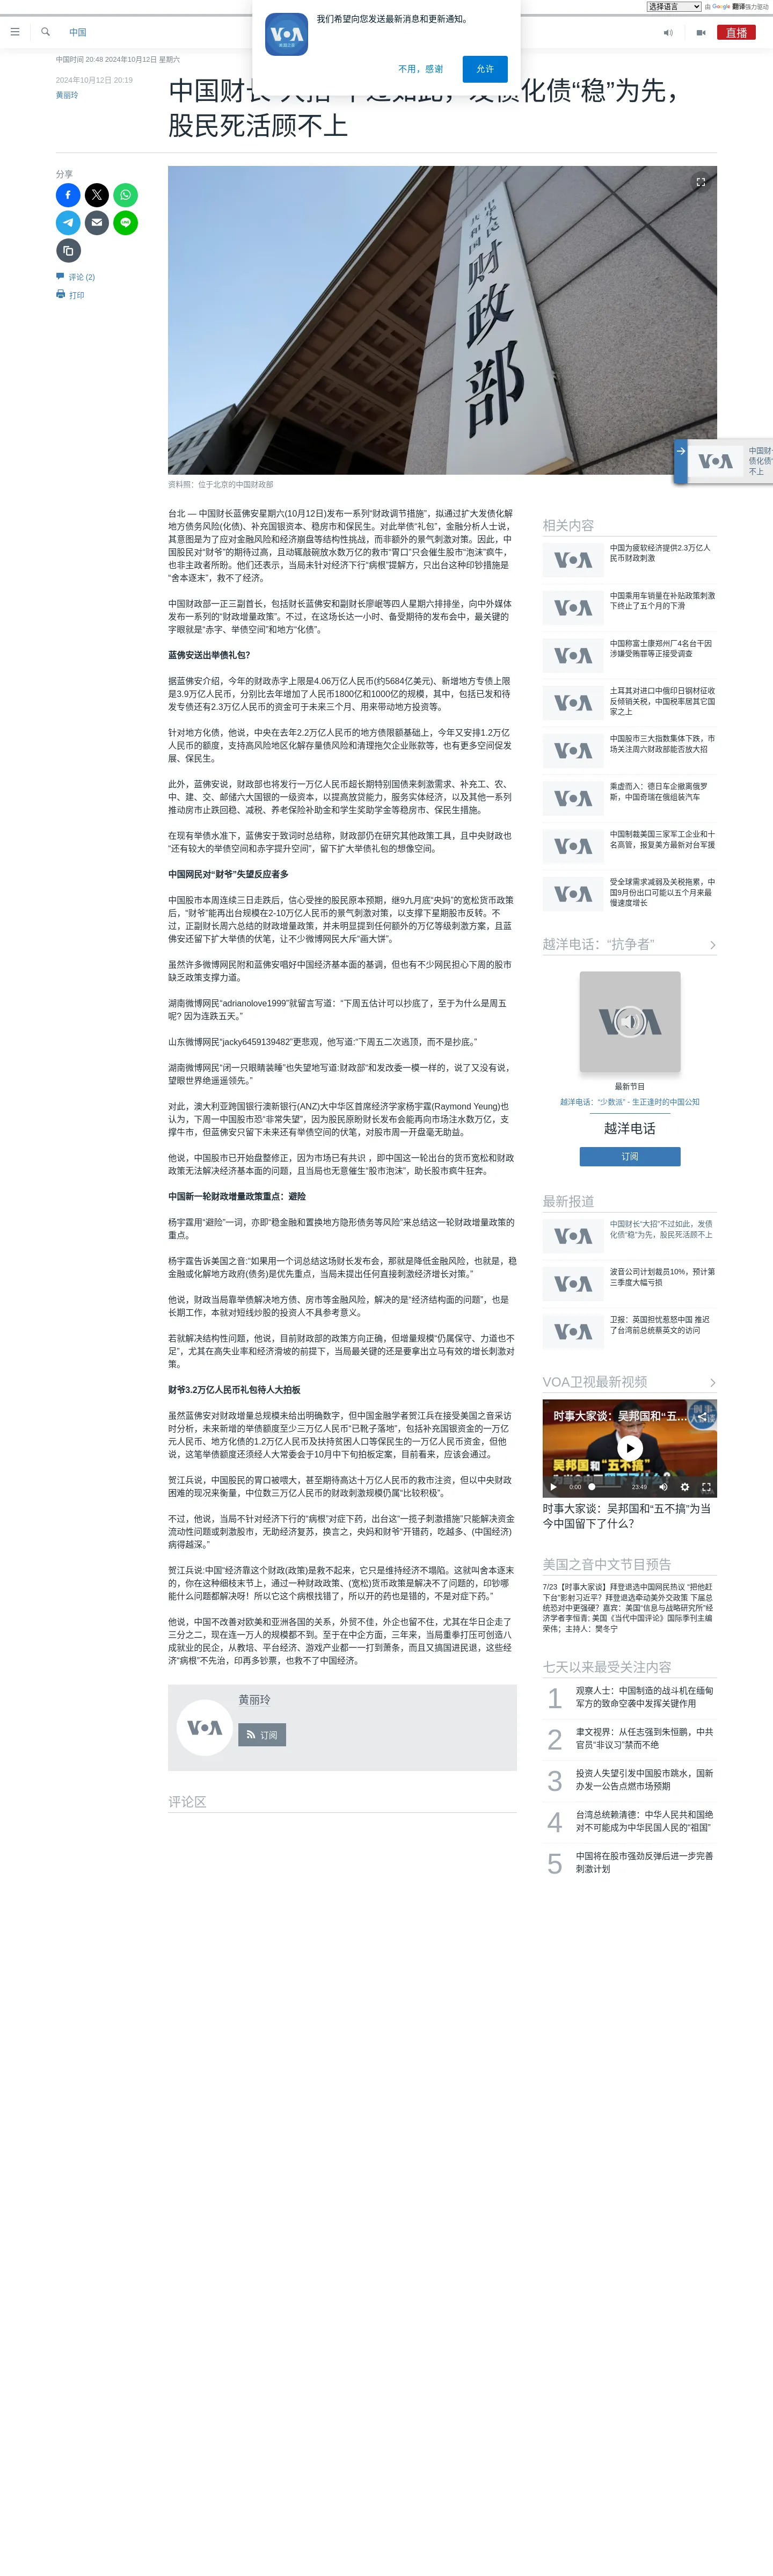 选择语言
由 Google 翻译强力驱动
我们希望向您发送最新消息和更新通知。
不用，感谢
允许
中国
直播
中国时间 20:48 2024年10月12日 星期六
2024年10月12日 20:19
黄丽玲
股民死活顾不上
分享
评论 (2)
打印
财政部
资料照：位于北京的中国财政部
台北 — 中国财长蓝佛安星期六(10月12日)发布一系列“财政调节措施”，拟通过扩大发债化解
地方债务风险(化债)、补充国银资本、稳房市和保民生。对此举债“礼包”，金融分析人士说，
其意图是为了应对金融风险和经济崩盘等结构性挑战，而非额外的景气刺激对策。因此，中
国股民对“财爷”的期待过高，且动辄敲碗放水数万亿的救市“胃口”只会催生股市“泡沫”疯牛，
也非主政者所盼。他们还表示，当局未针对经济下行“病根”提解方，只出台这种印钞措施是
“舍本逐末”，救不了经济。
中国财政部一正三副首长，包括财长蓝佛安和副财长廖岷等四人星期六排排坐，向中外媒体
发布一系列的“财政增量政策”。不过，在这场长达一小时、备受期待的发布会中，最关键的
字眼就是“赤字、举债空间”和地方“化债”。
蓝佛安送出举债礼包？
据蓝佛安介绍，今年的财政赤字上限是4.06万亿人民币(约5684亿美元)、新增地方专债上限
是3.9万亿人民币，分别比去年增加了人民币1800亿和1000亿的规模，其中，包括已发和待
发专债还有2.3万亿人民币的资金可于未来三个月、用来带动地方投资等。
针对地方化债，他说，中央在去年2.2万亿人民币的地方债限额基础上，今年又安排1.2万亿
人民币的额度，支持高风险地区化解存量债风险和清理拖欠企业账款等，也有更多空间促发
展、保民生。
此外，蓝佛安说，财政部也将发行一万亿人民币超长期特别国债来刺激需求、补充工、农、
中、建、交、邮储六大国银的一级资本，以提高放贷能力，服务实体经济，以及其他一系列
推动房市止跌回稳、减税、养老保险补助金和学生奖助学金等稳房市、保民生措施。
在现有举债水准下，蓝佛安于致词时总结称，财政部仍在研究其他政策工具，且中央财政也
“还有较大的举债空间和赤字提升空间”，留下扩大举债礼包的想像空间。
中国网民对“财爷”失望反应者多
中国股市本周连续三日走跌后，信心受挫的股民原本预期，继9九月底“央妈”的宽松货币政策
后，“财爷”能再出台规模在2-10万亿人民币的景气刺激对策，以支撑下星期股市反转。不
过，正副财长周六总结的财政增量政策，并未明显提到任何额外的万亿等级刺激方案，且蓝
佛安还留下扩大举债的伏笔，让不少微博网民大斥“画大饼”。
虽然许多微博网民附和蓝佛安唱好中国经济基本面的基调，但也有不少网民担心下周的股市
缺乏政策支撑力道。
湖南微博网民“adrianolove1999”就留言写道：“下周五估计可以抄底了，至于为什么是周五
呢? 因为连跌五天。”
山东微博网民“jacky6459139482”更悲观，他写道:“下周五二次逃顶，而不是抄底。”
湖南微博网民“闭一只眼睛装睡”也失望地写道:财政部”和发改委一模一样的，说了又没有说，
望眼世界绝遥遥领先。”
对此，澳大利亚跨国银行澳新银行(ANZ)大中华区首席经济学家杨宇霆(Raymond Yeung)也
认为，下周一中国股市恐“非常失望”，因为股民原盼财长发布会能再向市场注水数万亿，支
撑牛市，但蓝佛安只留下未来还有举债空间的伏笔，对股市周一开盘毫无助益。
他说，中国股市已开始盘整修正，因为市场已有共识 ，即中国这一轮出台的货币宽松和财政
政策无法解决经济基本面的问题，且当局也无意催生“股市泡沫”，助长股市疯牛狂奔。
中国新一轮财政增量政策重点：避险
杨宇霆用“避险”一词，亦即“稳金融和置换地方隐形债务等风险”来总结这一轮财政增量政策的
重点。
杨宇霆告诉美国之音:“如果用一个词总结这场财长发布会，那就是降低金融风险，也就是，稳
金融或化解地方政府(债务)是优先重点，当局未提出任何直接刺激经济增长对策。”
他说，财政当局靠举债解决地方债、房市等金融风险，解决的是“经济结构面的问题”，也是
长期工作，本就对短线炒股的投资人不具参考意义。
若就解决结构性问题，他说，目前财政部的政策方向正确，但增量规模“仍属保守、力道也不
足”，尤其在高失业率和经济滑坡的前提下，当局最关键的还是要拿出立马有效的增长刺激对
策。
财爷3.2万亿人民币礼包待人大拍板
虽然蓝佛安对财政增量总规模未给出明确数字，但中国金融学者贺江兵在接受美国之音采访
时分析，未来新增的举债额度至少三万亿人民币“已靴子落地”，包括补充国银资金的一万亿
元人民币、地方化债的1.2万亿人民币及扶持贫困人口等保民生的一万亿人民币资金，但他
说，这笔举债额度还须经人大常委会于10月中下旬拍板定案，目前看来，应该会通过。
贺江兵说，中国股民的胃口被喂大，甚至期待高达十万亿人民币的救市注资，但以中央财政
困难的现况来衡量，中位数三万亿人民币的财政刺激规模仍属“比较积极”。
不过，他说，当局不针对经济下行的“病根”对症下药，出台这“一揽子刺激措施”只能解决资金
流动性问题或刺激股市，无助经济复苏，换言之，央妈和财爷“开错药，吃越多、(中国经济)
病得越深。”
贺江兵说:中国”经济靠这个财政(政策)是救不起来，它只是维持经济不塌陷。这就叫舍本逐末
的，你在这种细枝末节上，通过一种财政政策、(宽松)货币政策是解决不了问题的，印钞哪
能什么问题都解决呀！所以它这个病根找错了，所以开的药也是错的，不是对症下药。”
他说，中国不改善对欧美和亚洲各国的关系，外贸不佳，外企也留不住，尤其在华日企走了
三分之二，现在连一万人的规模都不到。至于在中企方面，三年来，当局重拳打压可创造八
成就业的民企，从教培、平台经济、游戏产业都一一打到萧条，而且又搞国进民退，这些经
济“病根”不先治，印再多钞票，也救不了中国经济。
黄丽玲
订阅
评论区
相关内容
中国为疲软经济提供2.3万亿人
民币财政刺激
中国乘用车销量在补贴政策刺激
下终止了五个月的下滑
中国称富士康郑州厂4名台干因
涉嫌受贿罪等正接受调查
土耳其对进口中俄印日钢材征收
反倾销关税，中国税率居其它国
家之上
中国股市三大指数集体下跌，市
场关注周六财政部能否放大招
乘虚而入：德日车企撤离俄罗
斯，中国奇瑞在俄组装汽车
中国制裁美国三家军工企业和十
名高管，报复美方最新对台军援
受全球需求减弱及关税拖累，中
国9月份出口可能以五个月来最
慢速度增长
越洋电话：“抗争者”
最新节目
越洋电话：“少数派” - 生正逢时的中国公知
越洋电话
订阅
最新报道
中国财长“大招”不过如此，发债
化债“稳”为先，股民死活顾不上
波音公司计划裁员10%，预计第
三季度大幅亏损
卫报：英国担忧惹怒中国 推迟
了台湾前总统蔡英文的访问
VOA卫视最新视频
时事大家谈：吴邦国和“五…
吴邦国和“五不搞”
0:00
23:49
时事大家谈：吴邦国和“五不搞”为当
今中国留下了什么？
美国之音中文节目预告
7/23【时事大家谈】拜登退选中国网民热议 “把他赶
下台”影射习近平？拜登退选牵动美外交政策 下届总
统恐对中更强硬？嘉宾：美国“信息与战略研究所”经
济学者李恒青; 美国《当代中国评论》国际季刊主编
荣伟；主持人：樊冬宁
七天以来最受关注内容
1 观察人士：中国制造的战斗机在缅甸
军方的致命空袭中发挥关键作用
2 聿文视界：从任志强到朱恒鹏，中共
官员“非议习”禁而不绝
3 投资人失望引发中国股市跳水，国新
办发一公告点燃市场预期
4 台湾总统赖清德：中华人民共和国绝
对不可能成为中华民国人民的“祖国”
5 中国将在股市强劲反弹后进一步完善
刺激计划